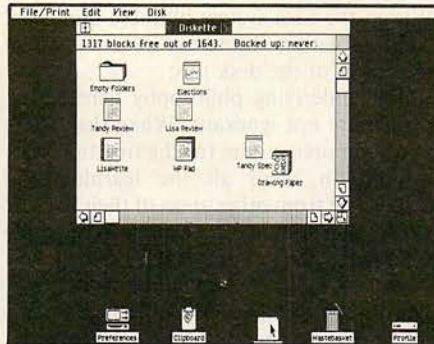 File/Print Edit View Disk
Diskette
1317 blocks free out of 1643. Backed up: never.
Empty Folders
Elections
Tandy Review
Lisa Review
Tandy Spec
LisaWrite
WP Pad
Drawing Paper
Preferences
Clipboard
Wastebasket
Profile